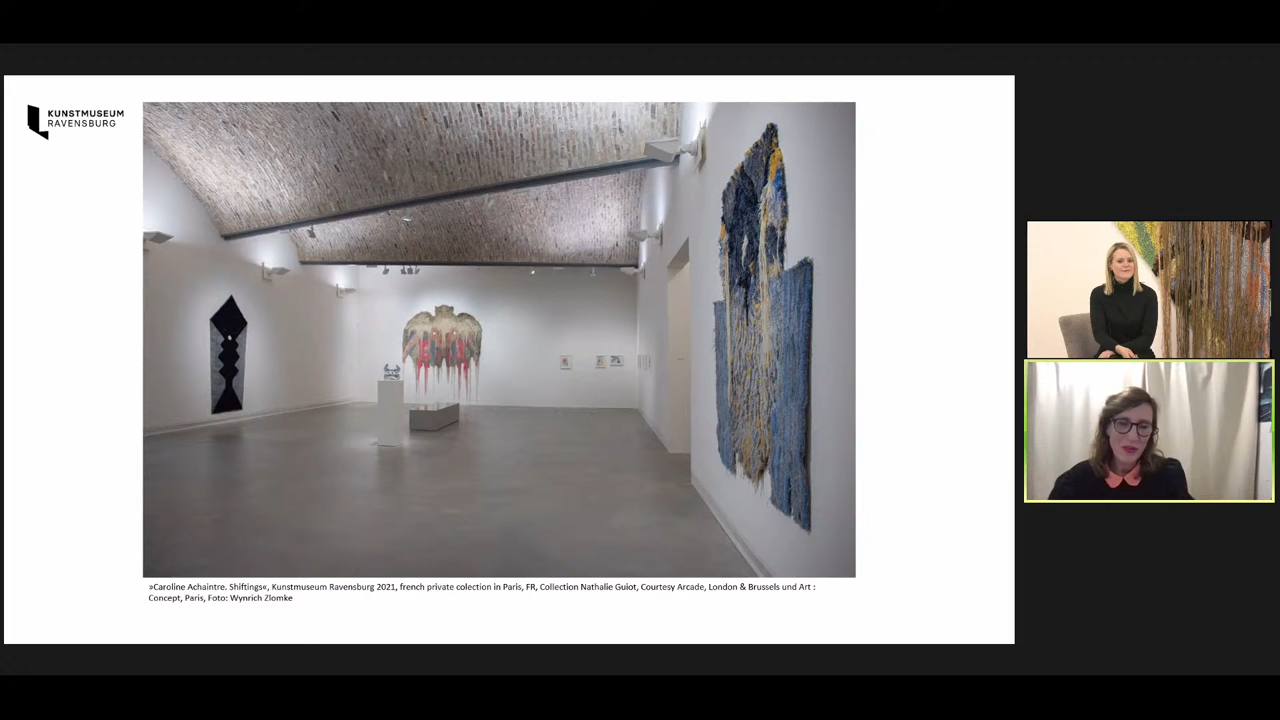 KUNSTMUSEUM
RAVENSBURG
»Caroline Achaintre. Shiftings«, Kunstmuseum Ravensburg 2021, french private colection in Paris, FR, Collection Nathalie Guiot, Courtesy Arcade, London & Brussels und Art :
Concept, Paris, Foto: Wynrich Zlomke